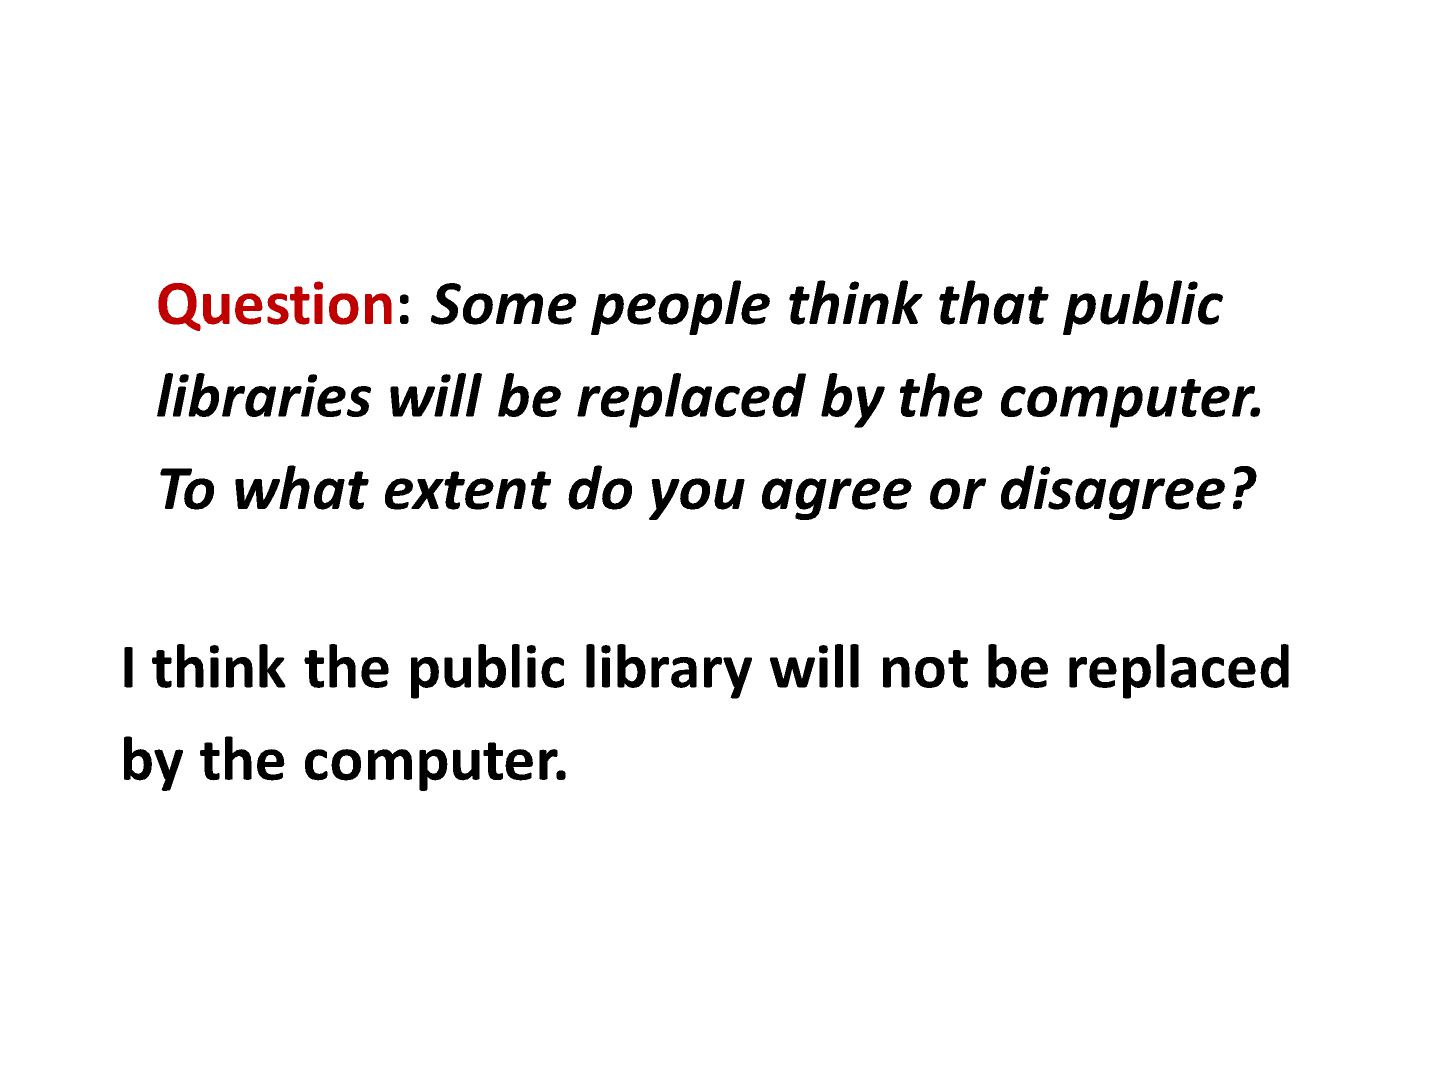 Question: Some people think that public
libraries will be replaced by the computer.
To what extent do you agree or disagree?
I think the public library will not be replaced
by the computer.